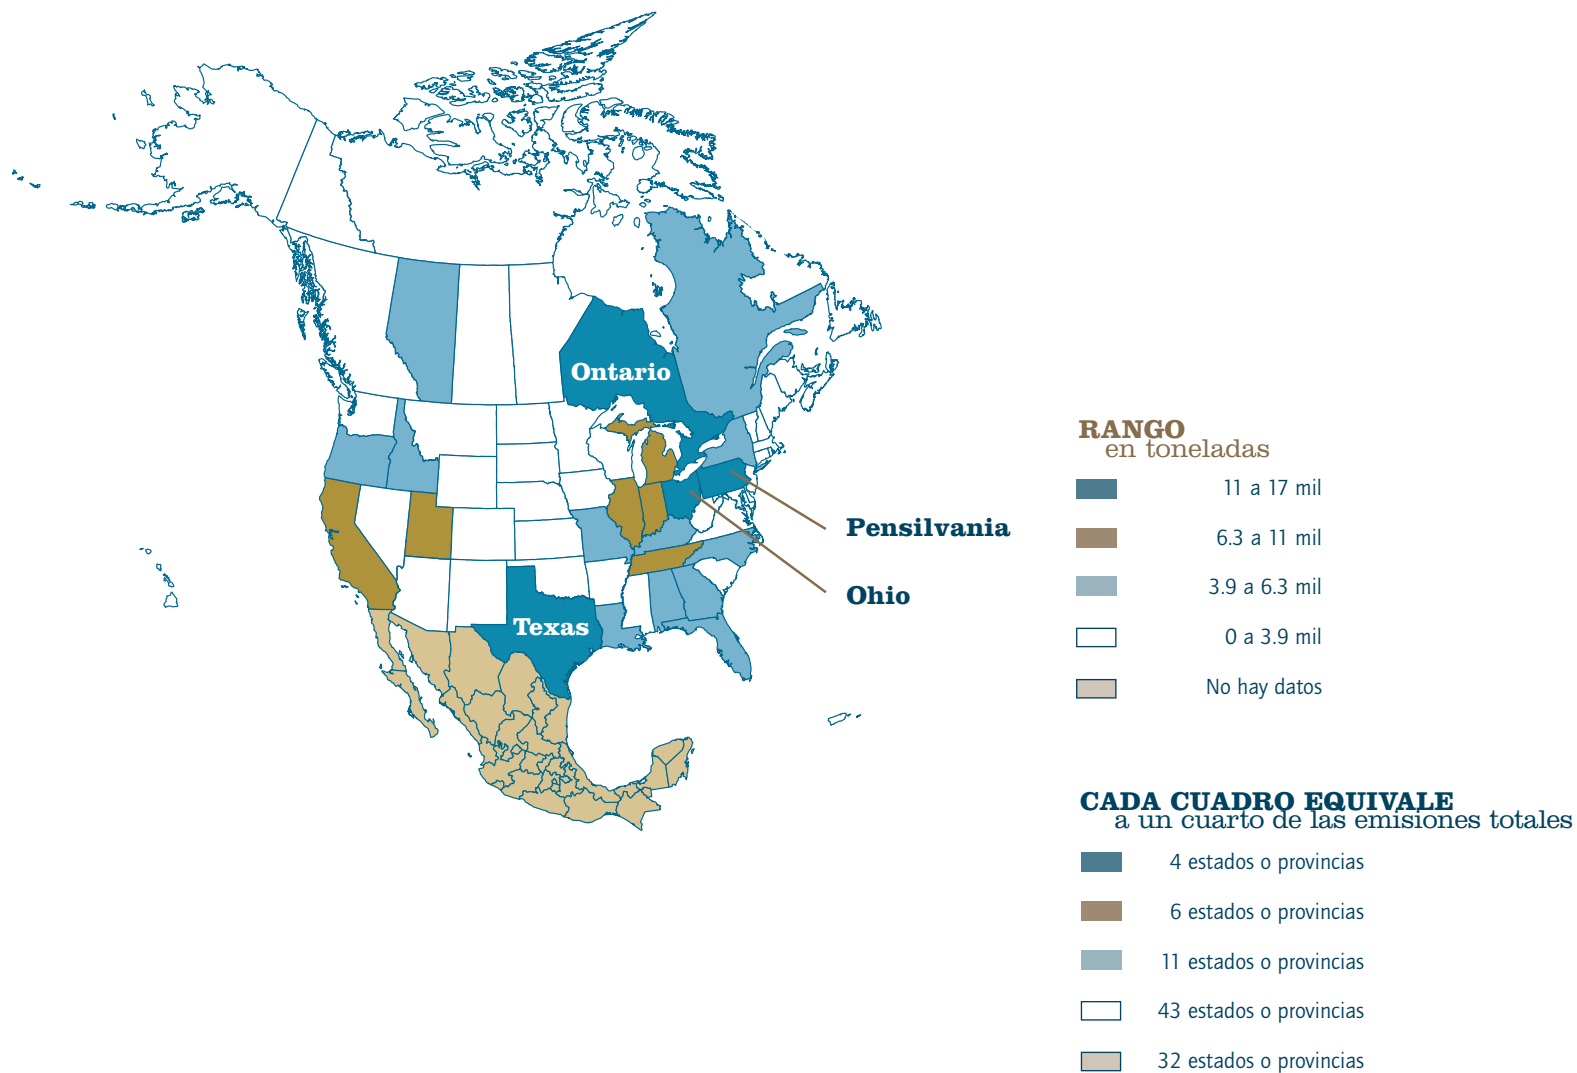 Ontario
Texas
Pensilvania
Ohio
RANGO
en toneladas
11 a 17 mil
6.3 a 11 mil
3.9 a 6.3 mil
0 a 3.9 mil
No hay datos
CADA CUADRO EQUIVALE
a un cuarto de las emisiones totales
4 estados o provincias
6 estados o provincias
11 estados o provincias
43 estados o provincias
32 estados o provincias